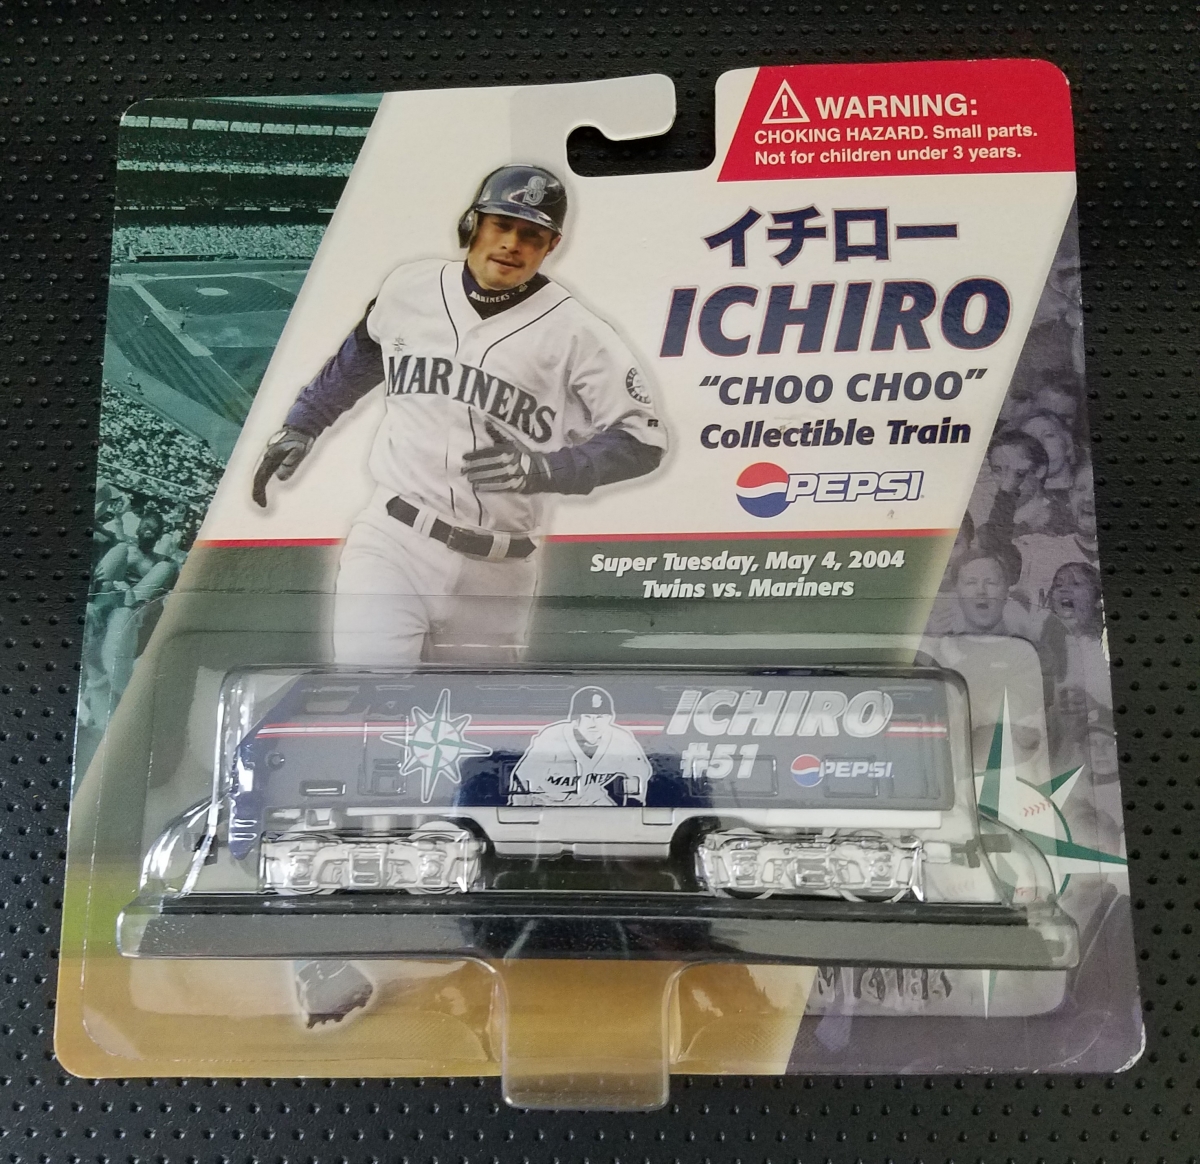 WARNING:
CHOKING HAZARD. Small parts.
Not for children under 3 years.
イチロー
ICHIRO
"CHOO CHOO"
Collectible Train
PEPSI
Super Tuesday, May 4, 2004
Twins vs. Mariners
S
MARINERS
MARINERS
ICHIRO
#51
PEPSI
S
MARINERS